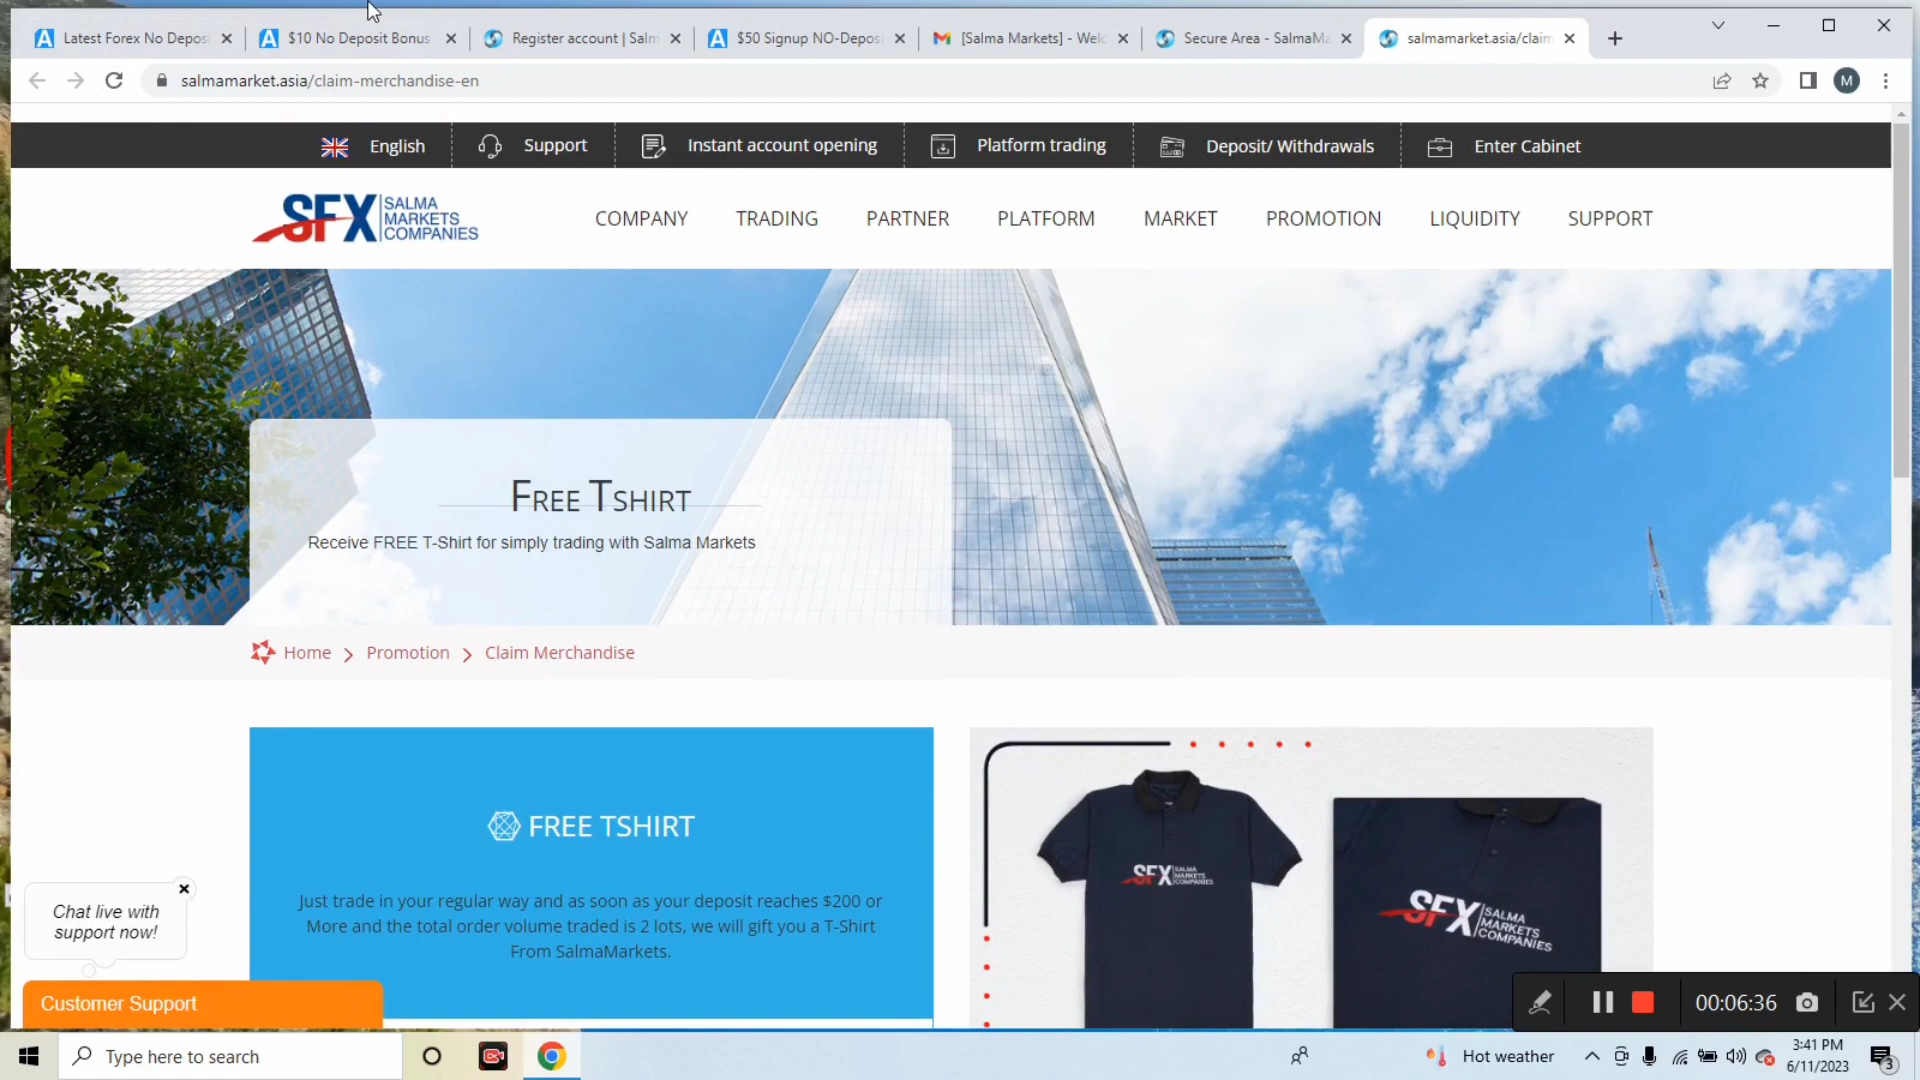 Latest Forex No Depos
$10 No Deposit Bonus
Register account | Salm
$50 Signup NO-Depos
[Salma Markets] - Welc
Secure Area - SalmaMa
salmamarket.asia/claim
salmamarket.asia/claim-merchandise-en
M
English
Support
Instant account opening
Platform trading
Deposit/ Withdrawals
Enter Cabinet
SFX SALMA
MARKETS
COMPANIES
COMPANY
TRADING
PARTNER
PLATFORM
MARKET
PROMOTION
LIQUIDITY
SUPPORT
FREE TSHIRT
Receive FREE T-Shirt for simply trading with Salma Markets
Home
Promotion
Claim Merchandise
FREE TSHIRT
Just trade in your regular way and as soon as your deposit reaches $200 or
More and the total order volume traded is 2 lots, we will gift you a T-Shirt
From SalmaMarkets.
SFX SALMA
MARKETS
COMPANIES
SFX SALMA
MARKETS
COMPANIES
Chat live with
support now!
Customer Support
00:06:36
Type here to search
Hot weather
3:41 PM
6/11/2023
3